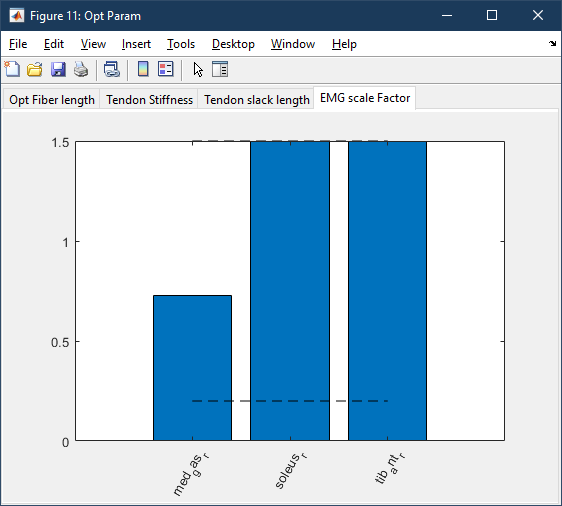 Figure 11: Opt Param
File Edit View Insert Tools Desktop Window Help
Opt Fiber length Tendon Stiffness Tendon slack length EMG scale Factor
1.5
1
0.5
0
med_gas_r soleus_r tib_ant_r